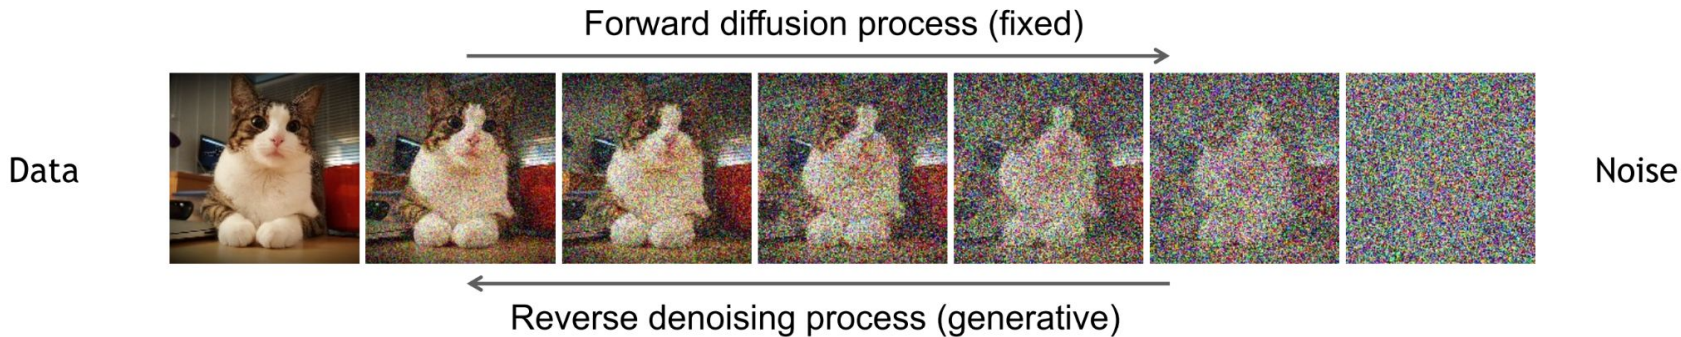 Forward diffusion process (fixed)
Data
Noise
Reverse denoising process (generative)